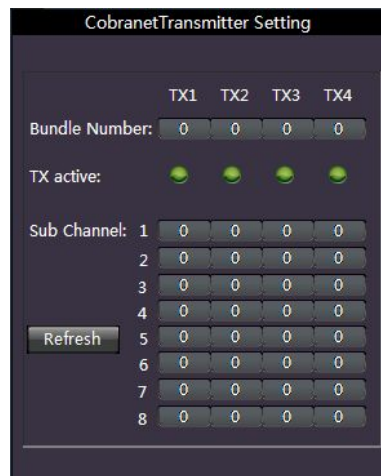 CobranetTransmitter Setting
TX1 TX2 TX3 TX4
Bundle Number: 0 0 0 0
TX active:
Sub Channel: 1 0 0 0 0
2 0 0 0 0
3 0 0 0 0
4 0 0 0 0
Refresh 5 0 0 0 0
6 0 0 0 0
7 0 0 0 0
8 0 0 0 0